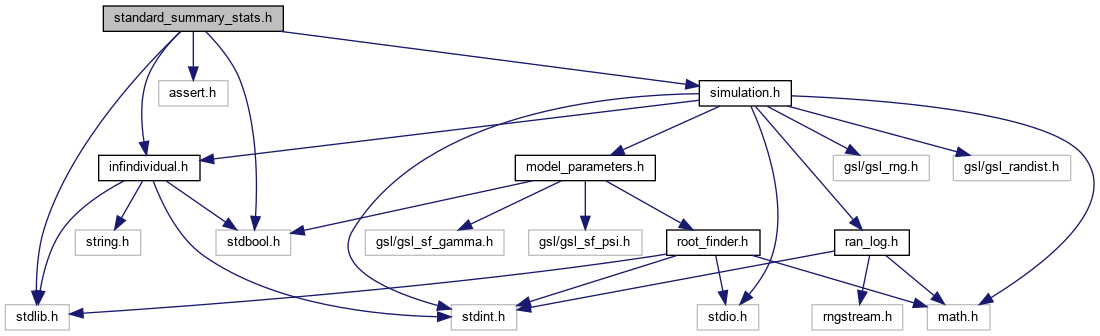 standard_summary_stats.h
assert.h
simulation.h
infindividual.h
model_parameters.h
gsl/gsl_rng.h
gsl/gsl_randist.h
string.h
stdbool.h
gsl/gsl_sf_gamma.h
gsl/gsl_sf_psi.h
root_finder.h
ran_log.h
stdlib.h
stdint.h
stdio.h
rngstream.h
math.h